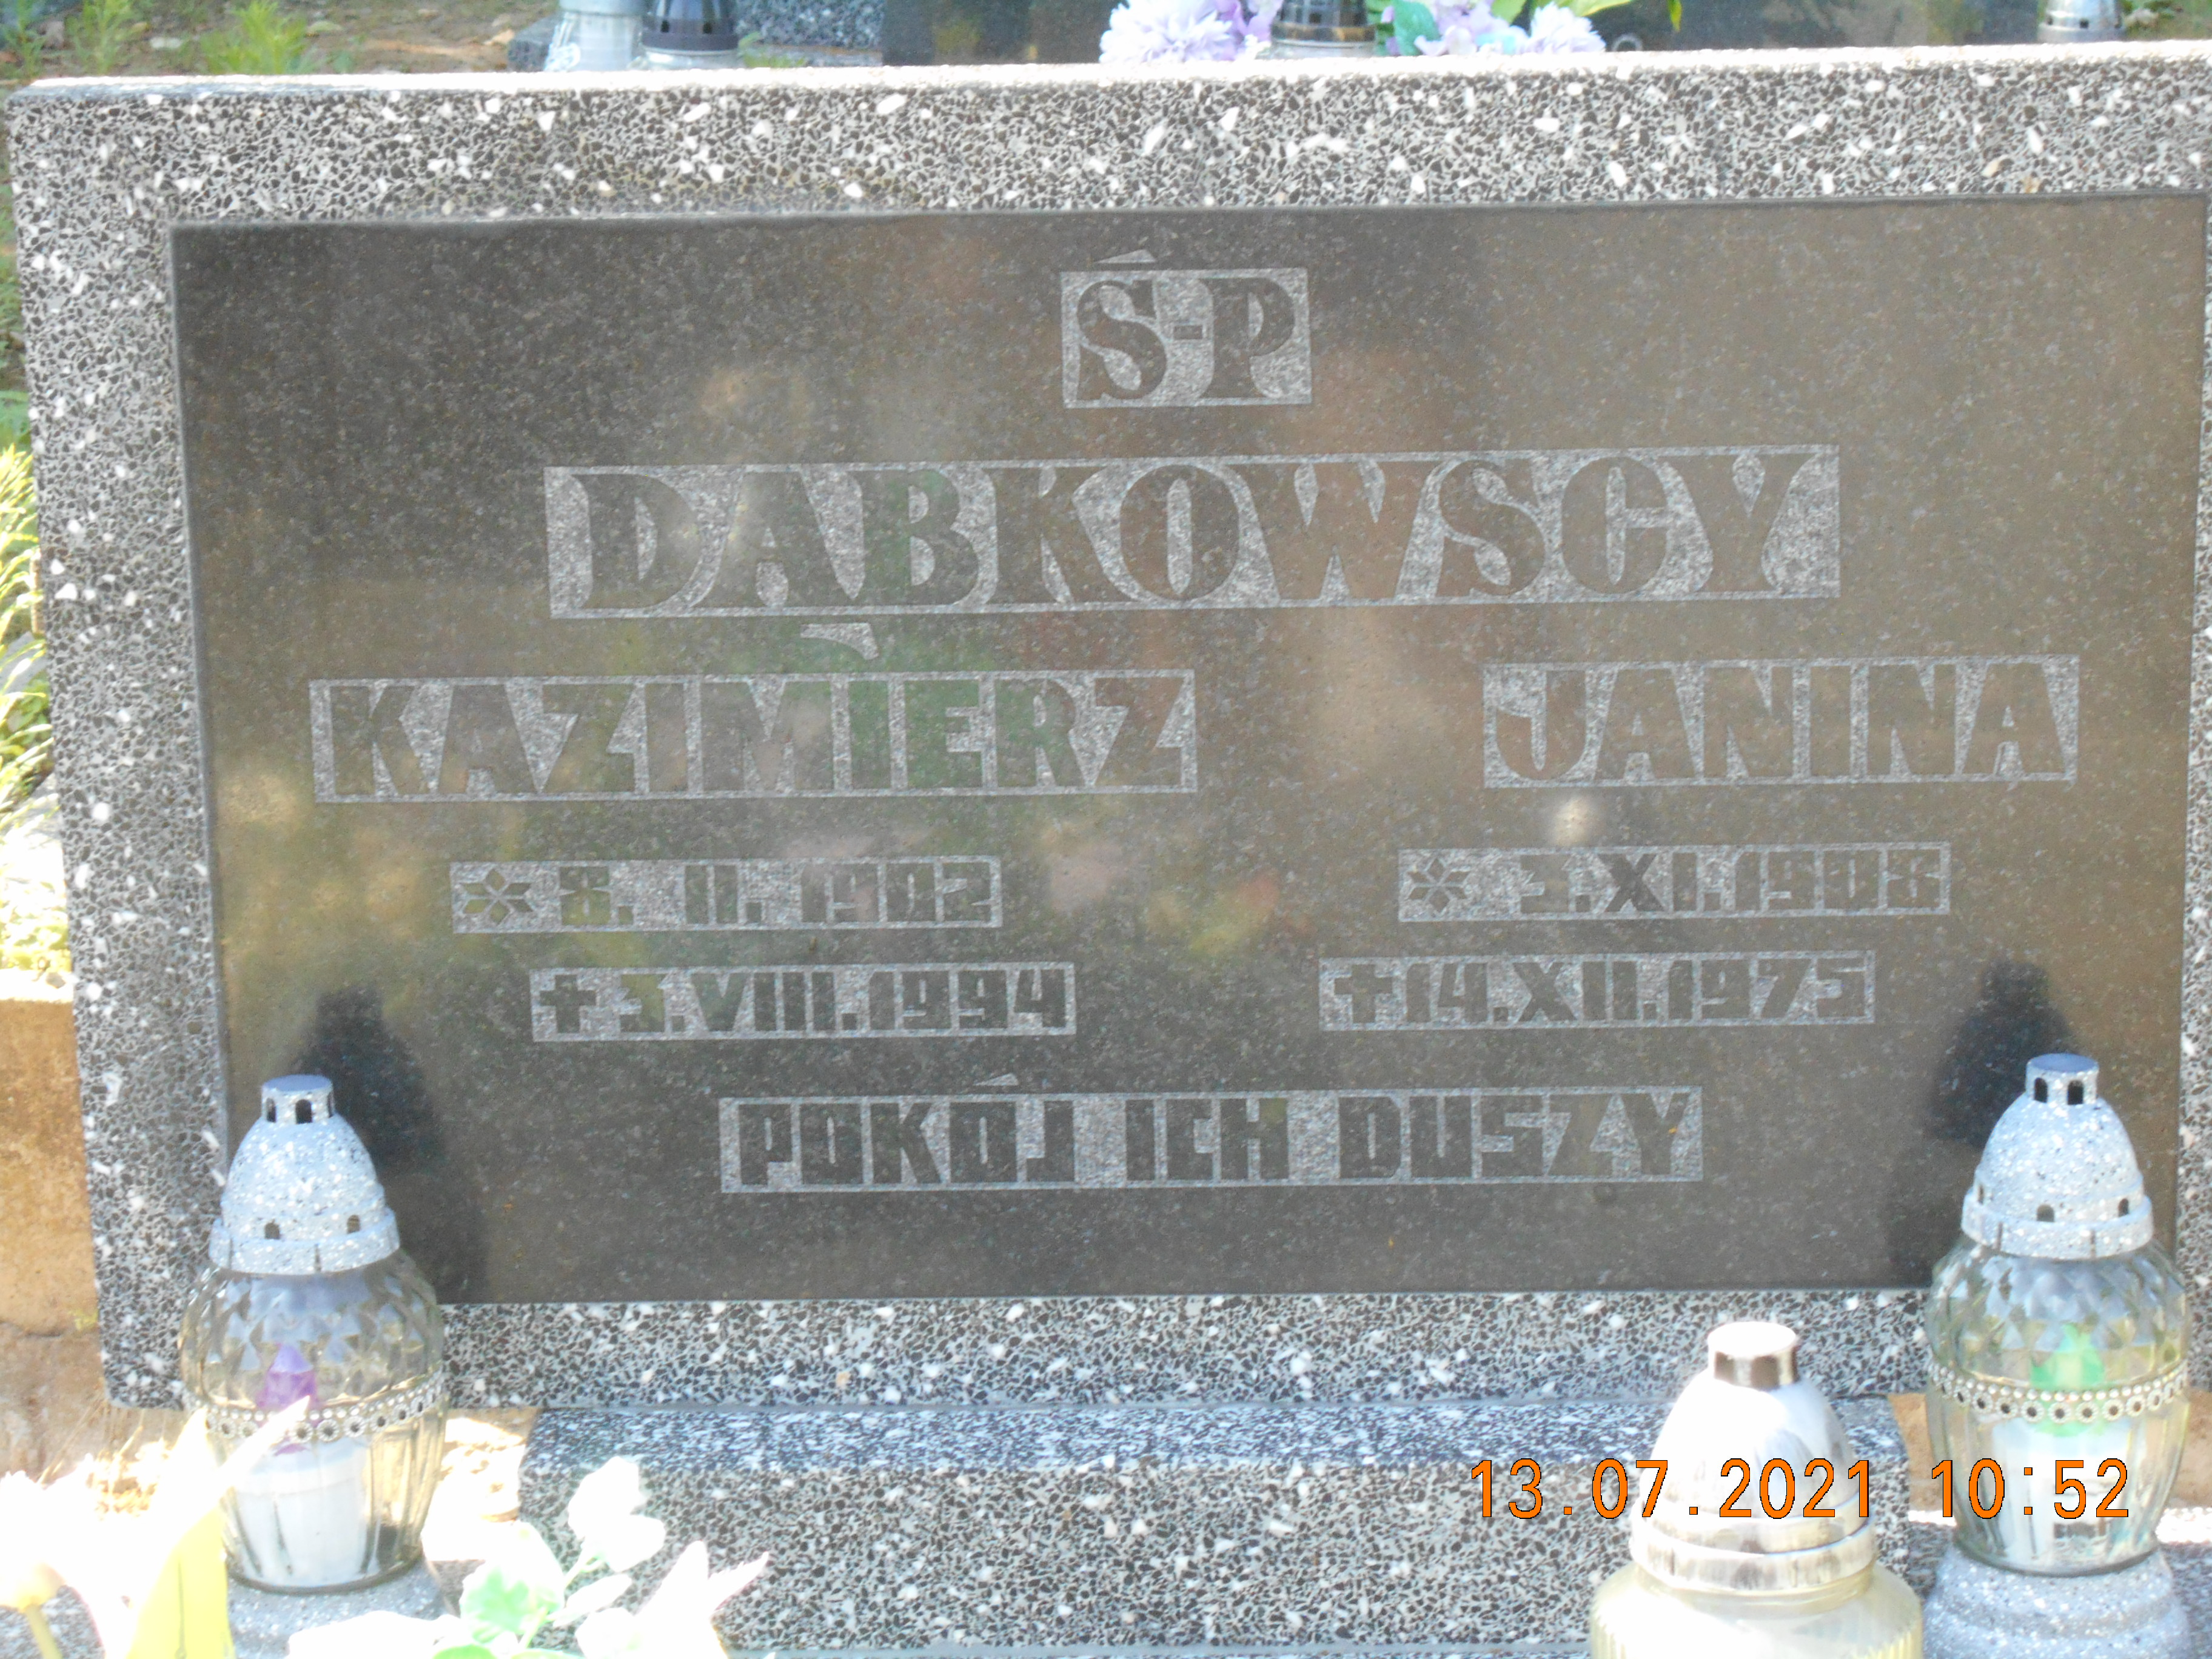 Ś-P
DĄBKOWSCY
KAZIMIERZ JANINA
* 8. II. 1902 * 3.XI.1908
† 3.VIII.1994 † 14.XII.1975
POKÓJ ICH DUSZY
13.07.2021 10:52